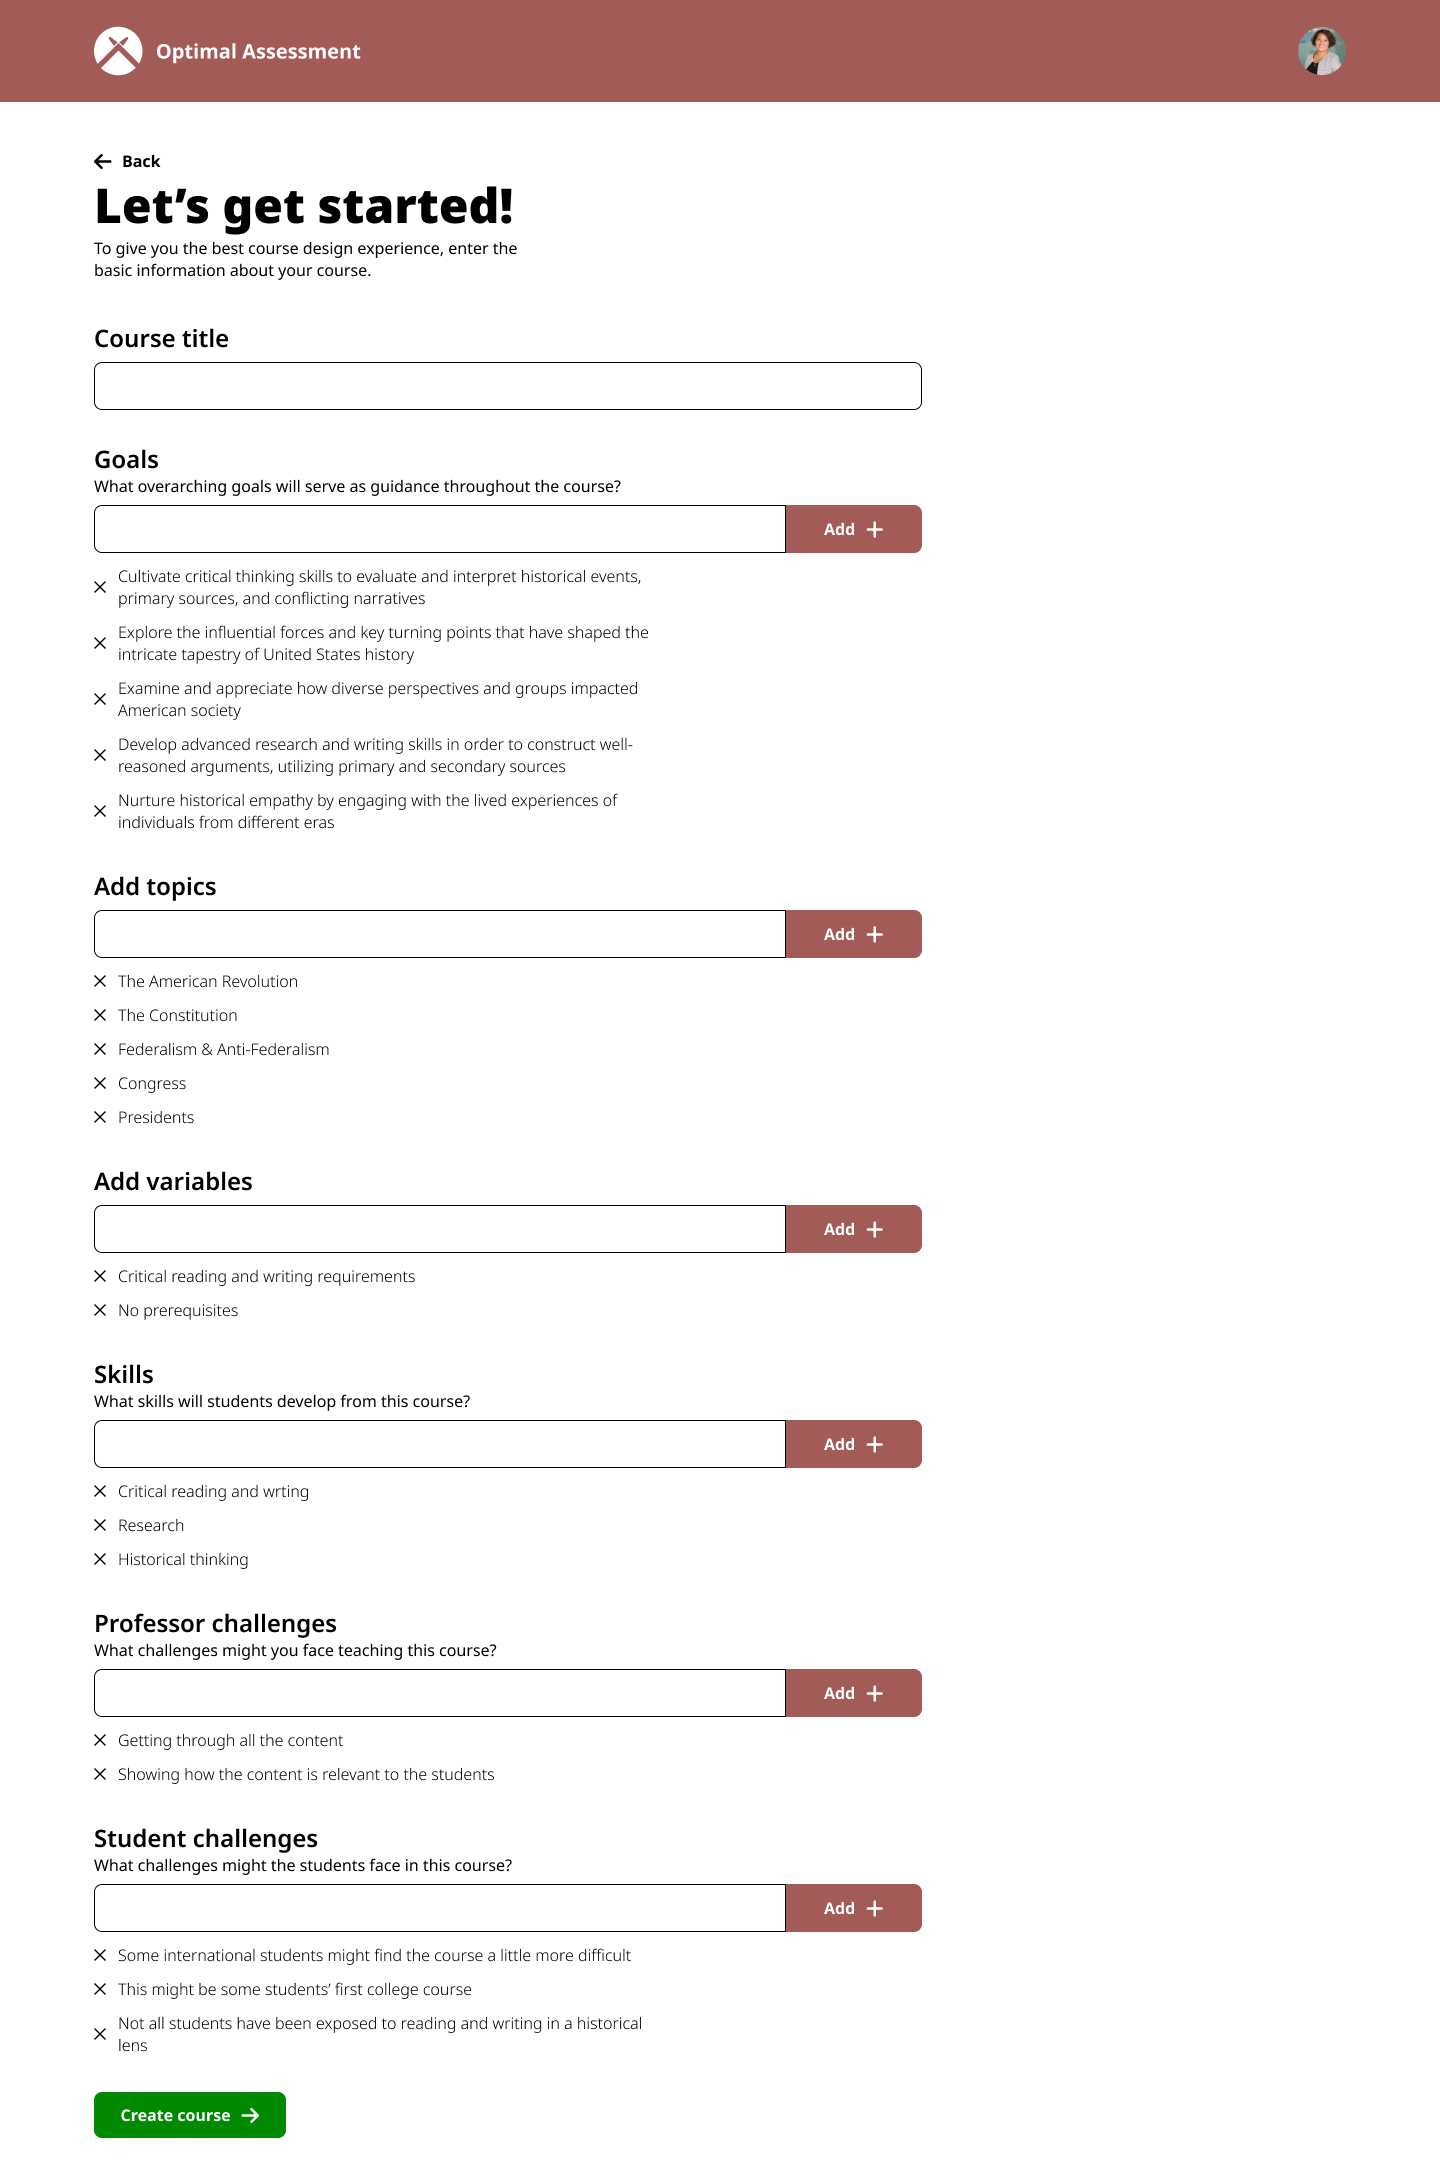 Optimal Assessment
Back
Let’s get started!
To give you the best course design experience, enter the
basic information about your course.
Course title
Goals
What overarching goals will serve as guidance throughout the course?
Add
Cultivate critical thinking skills to evaluate and interpret historical events,
primary sources, and conflicting narratives
Explore the influential forces and key turning points that have shaped the
intricate tapestry of United States history
Examine and appreciate how diverse perspectives and groups impacted
American society
Develop advanced research and writing skills in order to construct well-
reasoned arguments, utilizing primary and secondary sources
Nurture historical empathy by engaging with the lived experiences of
individuals from different eras
Add topics
Add
The American Revolution
The Constitution
Federalism & Anti-Federalism
Congress
Presidents
Add variables
Add
Critical reading and writing requirements
No prerequisites
Skills
What skills will students develop from this course?
Add
Critical reading and wrting
Research
Historical thinking
Professor challenges
What challenges might you face teaching this course?
Add
Getting through all the content
Showing how the content is relevant to the students
Student challenges
What challenges might the students face in this course?
Add
Some international students might find the course a little more difficult
This might be some students’ first college course
Not all students have been exposed to reading and writing in a historical
lens
Create course